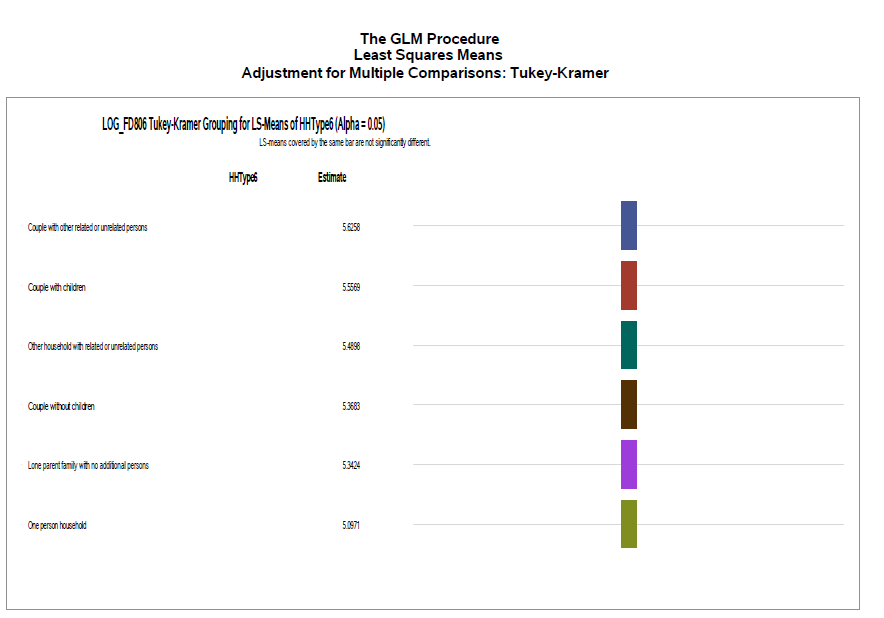 The GLM Procedure
Least Squares Means
Adjustment for Multiple Comparisons: Tukey-Kramer
LOG_FD806 Tukey-Kramer Grouping for LS-Means of HHType6 (Alpha = 0.05)
LS-means covered by the same bar are not significantly different.
HHType6 Estimate
Couple with other related or unrelated persons 5.6258
Couple with children 5.5569
Other household with related or unrelated persons 5.4898
Couple without children 5.3683
Lone parent family with no additional persons 5.3424
One person household 5.0971